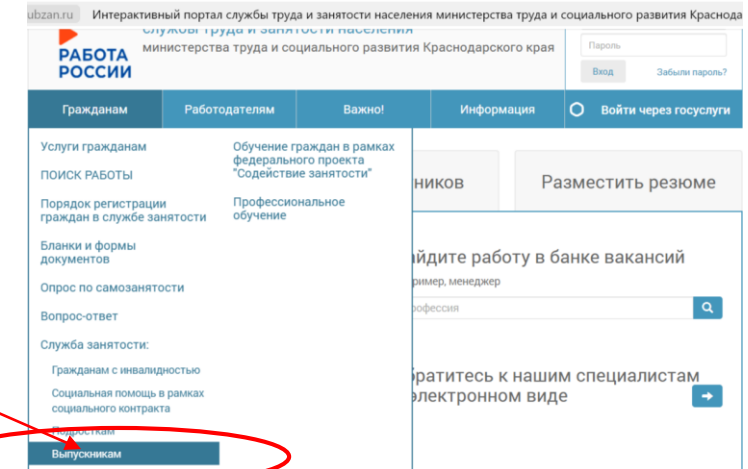 ubzan.ru Интерактивный портал службы труда и занятости населения министерства труда и социального развития Краснода
службы труда и занятости населения
министерства труда и социального развития Краснодарского края
РАБОТА
РОССИИ
Пароль
Вход Забыли пароль?
Гражданам Работодателям Важно! Информация Войти через госуслуги
Услуги гражданам
ПОИСК РАБОТЫ
Порядок регистрации
граждан в службе занятости
Бланки и формы
документов
Опрос по самозанятости
Вопрос-ответ
Служба занятости:
Гражданам с инвалидностью
Социальная помощь в рамках
социального контракта
Подросткам
Выпускникам
Обучение граждан в рамках
федерального проекта
"Содействие занятости"
Профессиональное
обучение
ников Разместить резюме
айдите работу в банке вакансий
ример, менеджер
рофессия
братитесь к нашим специалистам
электронном виде